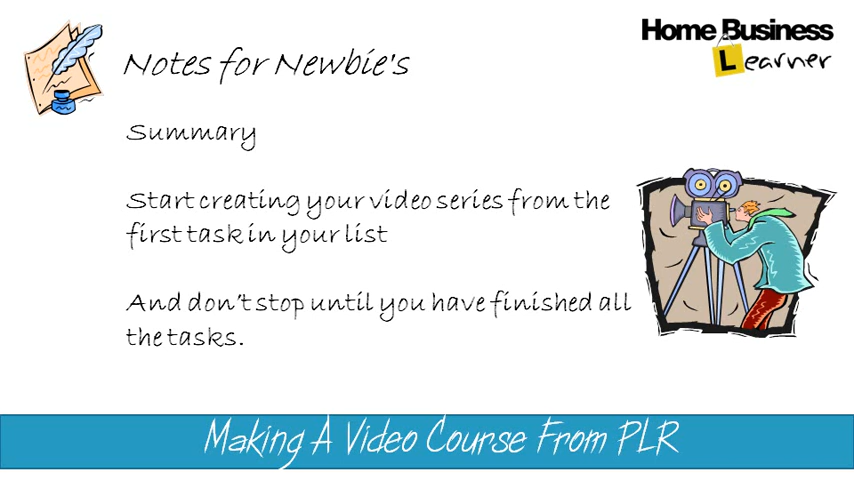 Notes for Newbie's
Home Business
Learner
Summary
Start creating your video series from the
first task in your list
And don't stop until you have finished all
the tasks.
Making A Video Course From PLR